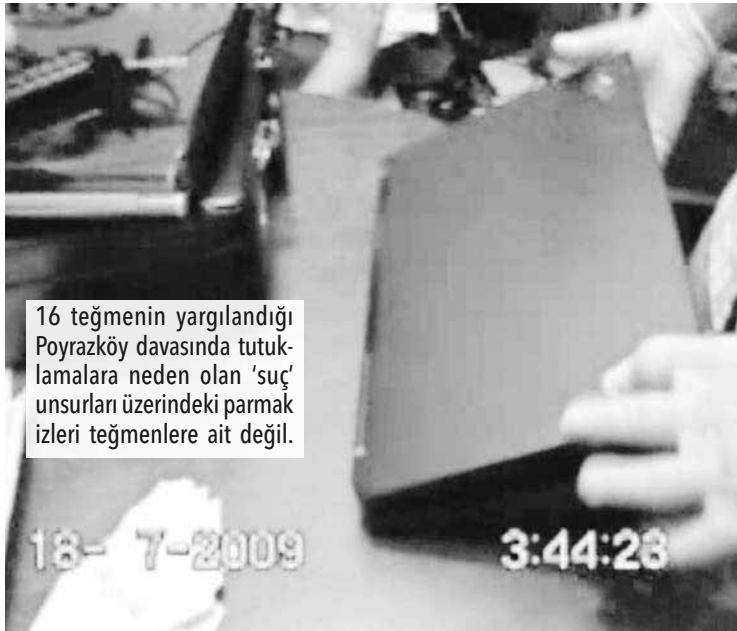 16 teğmenin yargılandığı
Poyrazköy davasında tutuk-
lamalara neden olan ‘suç’
unsurları üzerindeki parmak
izleri teğmenlere ait değil.
18- 7-2009 3:44:28